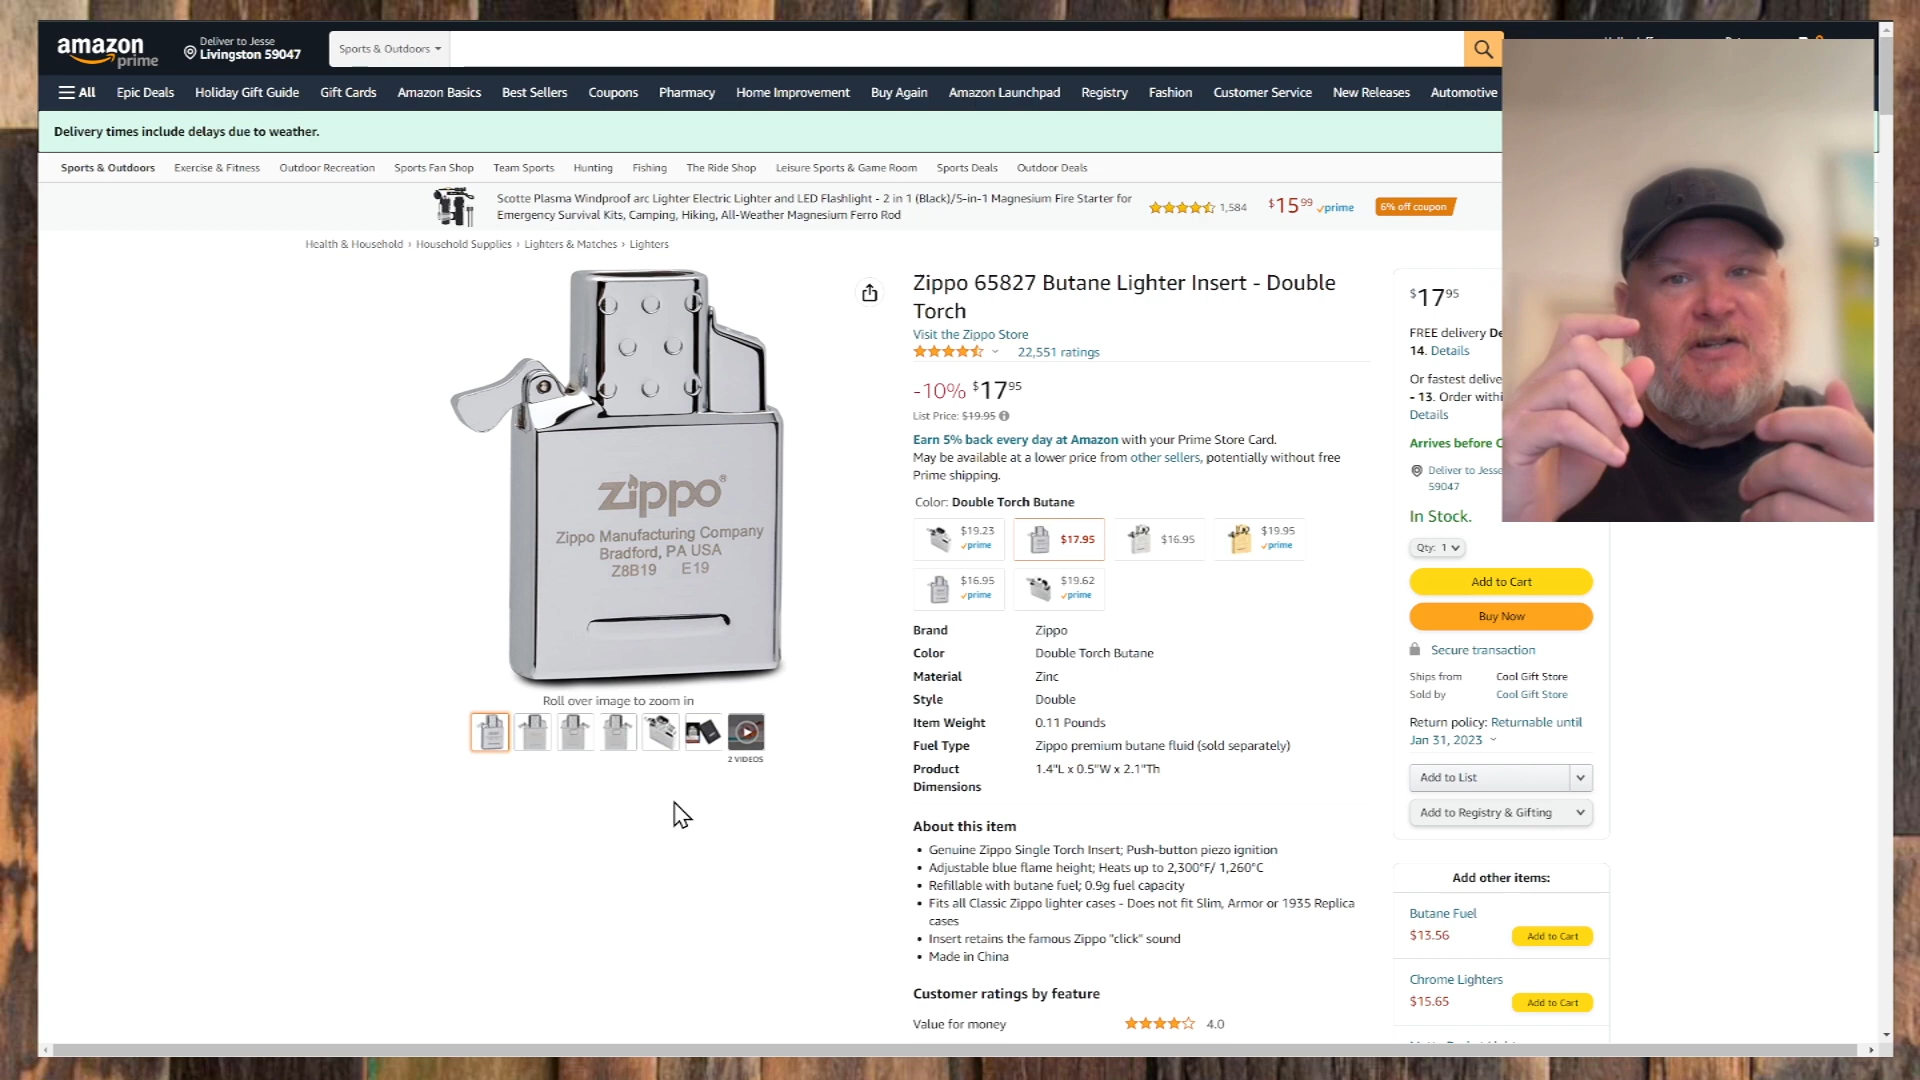 amazon
prime
Deliver to Jesse
Livingston 59047
Sports & Outdoors
All
Epic Deals
Holiday Gift Guide
Gift Cards
Amazon Basics
Best Sellers
Coupons
Pharmacy
Home Improvement
Buy Again
Amazon Launchpad
Registry
Fashion
Customer Service
New Releases
Automotive
Delivery times include delays due to weather.
Sports & Outdoors
Exercise & Fitness
Outdoor Recreation
Sports Fan Shop
Team Sports
Hunting
Fishing
The Ride Shop
Leisure Sports & Game Room
Sports Deals
Outdoor Deals
Scotte Plasma Windproof arc Lighter Electric Lighter and LED Flashlight - 2 in 1 (Black)/5-in-1 Magnesium Fire Starter for
Emergency Survival Kits, Camping, Hiking, All-Weather Magnesium Ferro Rod
1,584
$15 99 prime
6% off coupon
Health & Household › Household Supplies › Lighters & Matches › Lighters
zippo®
Zippo Manufacturing Company
Bradford, PA USA
Z8B19 E19
Roll over image to zoom in
2 VIDEOS
Zippo 65827 Butane Lighter Insert - Double
Torch
Visit the Zippo Store
22,551 ratings
-10% $17 95
List Price: $19.95
Earn 5% back every day at Amazon with your Prime Store Card.
May be available at a lower price from other sellers, potentially without free
Prime shipping.
Color: Double Torch Butane
$19.23
prime
$17.95
$16.95
$19.95
prime
$16.95
prime
$19.62
prime
Brand Zippo
Color Double Torch Butane
Material Zinc
Style Double
Item Weight 0.11 Pounds
Fuel Type Zippo premium butane fluid (sold separately)
Product 1.4"L x 0.5"W x 2.1"Th
Dimensions
About this item
• Genuine Zippo Single Torch Insert; Push-button piezo ignition
• Adjustable blue flame height; Heats up to 2,300°F/ 1,260°C
• Refillable with butane fuel; 0.9g fuel capacity
• Fits all Classic Zippo lighter cases - Does not fit Slim, Armor or 1935 Replica
cases
• Insert retains the famous Zippo "click" sound
• Made in China
Customer ratings by feature
Value for money 4.0
$17 95
FREE delivery De
14. Details
Or fastest delive
- 13. Order withi
Details
Arrives before C
Deliver to Jesse
59047
In Stock.
Qty: 1
Add to Cart
Buy Now
Secure transaction
Ships from Cool Gift Store
Sold by Cool Gift Store
Return policy: Returnable until
Jan 31, 2023
Add to List
Add to Registry & Gifting
Add other items:
Butane Fuel
$13.56
Add to Cart
Chrome Lighters
$15.65
Add to Cart